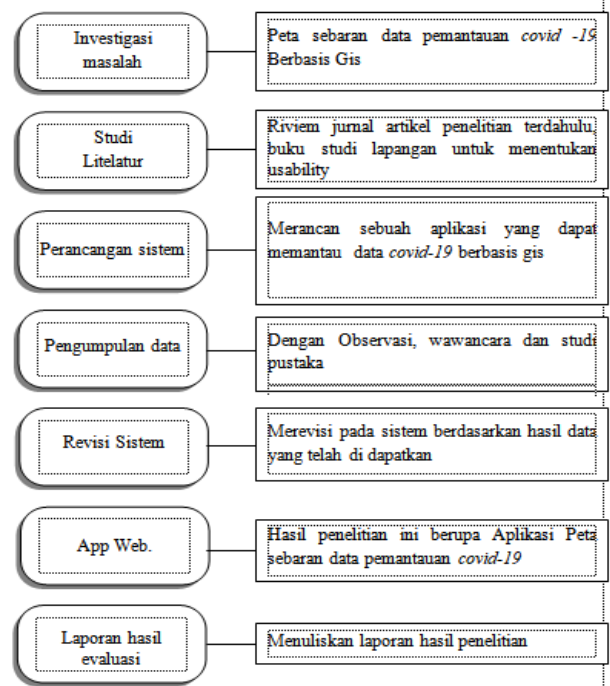 Investigasi
masalah
Peta sebaran data pemantauan covid -19
Berbasis Gis
Studi
Litelatur
Riviem jurnal artikel penelitian terdahulu,
buku studi lapangan untuk menentukan
usability
Perancangan sistem
Merancan sebuah aplikasi yang dapat
memantau data covid-19 berbasis gis
Pengumpulan data
Dengan Observasi, wawancara dan studi
pustaka
Revisi Sistem
Merevisi pada sistem berdasarkan hasil data
yang telah di dapatkan
App Web.
Hasil penelitian ini berupa Aplikasi Peta
sebaran data pemantauan covid-19
Laporan hasil
evaluasi
Menuliskan laporan hasil penelitian